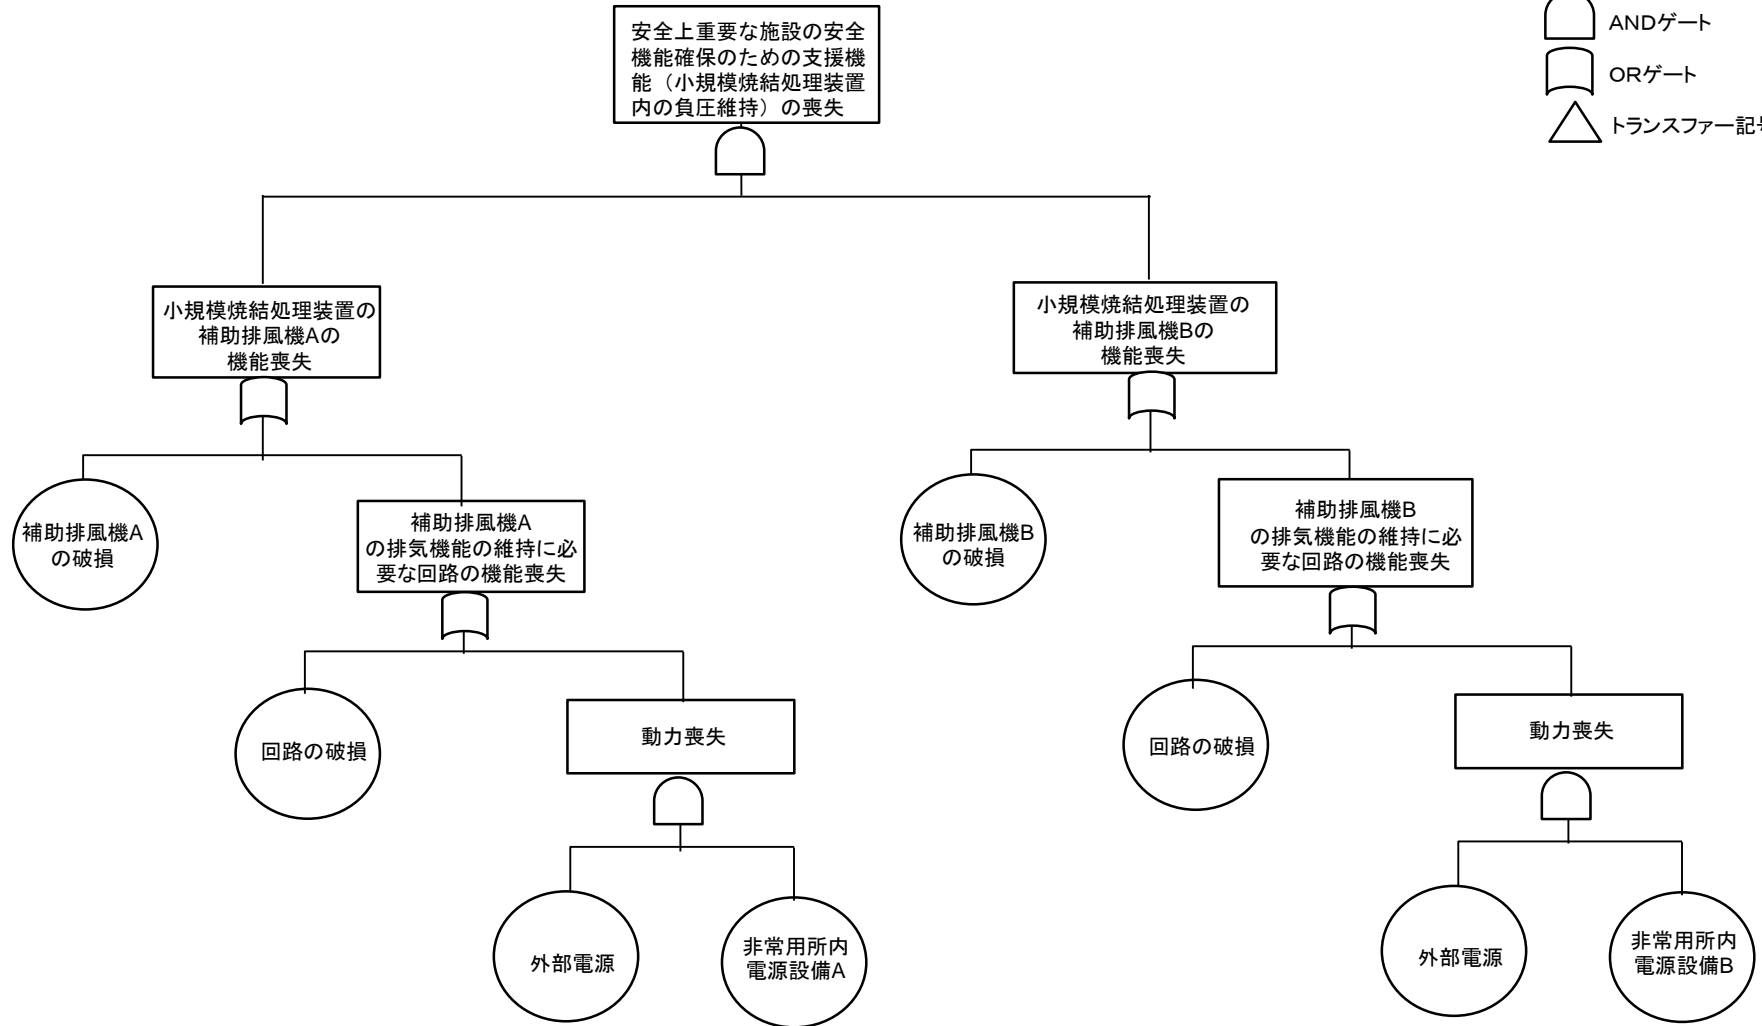 安全上重要な施設の安全
機能確保のための支援機
能（小規模焼結処理装置
内の負圧維持）の喪失
ANDゲート
ORゲート
トランスファー記号
小規模焼結処理装置の
補助排風機Aの
機能喪失
小規模焼結処理装置の
補助排風機Bの
機能喪失
補助排風機A
の破損
補助排風機A
の排気機能の維持に必
要な回路の機能喪失
補助排風機B
の破損
補助排風機B
の排気機能の維持に必
要な回路の機能喪失
回路の破損
動力喪失
回路の破損
動力喪失
外部電源
非常用所内
電源設備A
外部電源
非常用所内
電源設備B